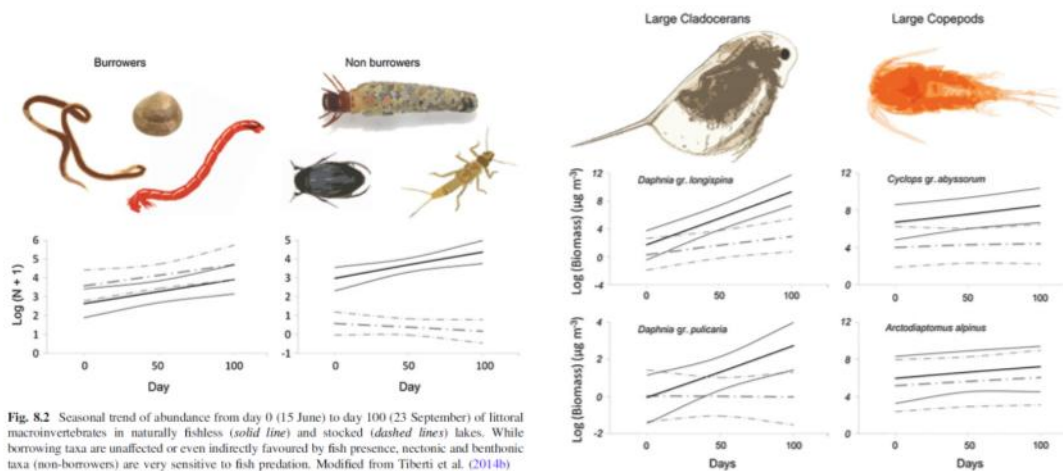 Burrowers
Non burrowers
Log (N + 1)
6
5
4
3
2
1
0
50
100
Day
6
5
4
3
2
1
0
-1
0
50
100
Day
Fig. 8.2 Seasonal trend of abundance from day 0 (15 June) to day 100 (23 September) of littoral
macroinvertebrates in naturally fishless (solid line) and stocked (dashed lines) lakes. While
borrowing taxa are unaffected or even indirectly favoured by fish presence, nectonic and benthonic
taxa (non-borrowers) are very sensitive to fish predation. Modified from Tiberti et al. (2014b)
Large Cladocerans
Large Copepods
Daphnia gr. longispina
Log (Biomass) (µg m-3)
12
8
4
0
-4
0
50
100
Cyclops gr. abyssorum
12
8
4
0
0
50
100
Daphnia gr. pulicaria
Log (Biomass) (µg m-3)
4
2
0
-2
0
50
100
Days
Arctodiaptomus alpinus
12
9
6
3
0
0
50
100
Days